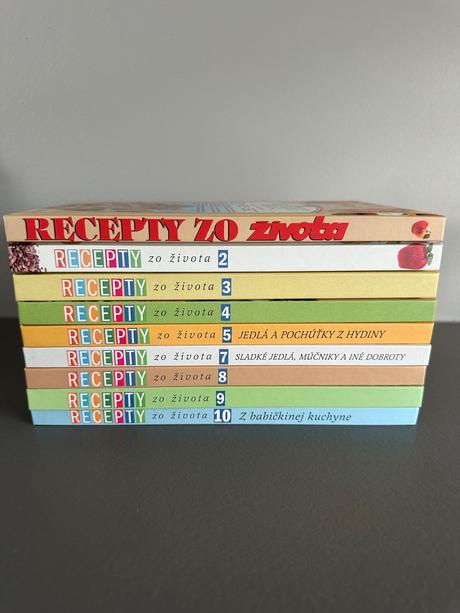 RECEPTY ZO života
RECEPTY zo života 2
RECEPTY zo života 3
RECEPTY zo života 4
RECEPTY zo života 5 JEDLÁ A POCHÚŤKY Z HYDINY
RECEPTY zo života 7 SLADKÉ JEDLÁ, MÚČNIKY A INÉ DOBROTY
RECEPTY zo života 8
RECEPTY zo života 9
RECEPTY zo života 10 Z babičkinej kuchyne